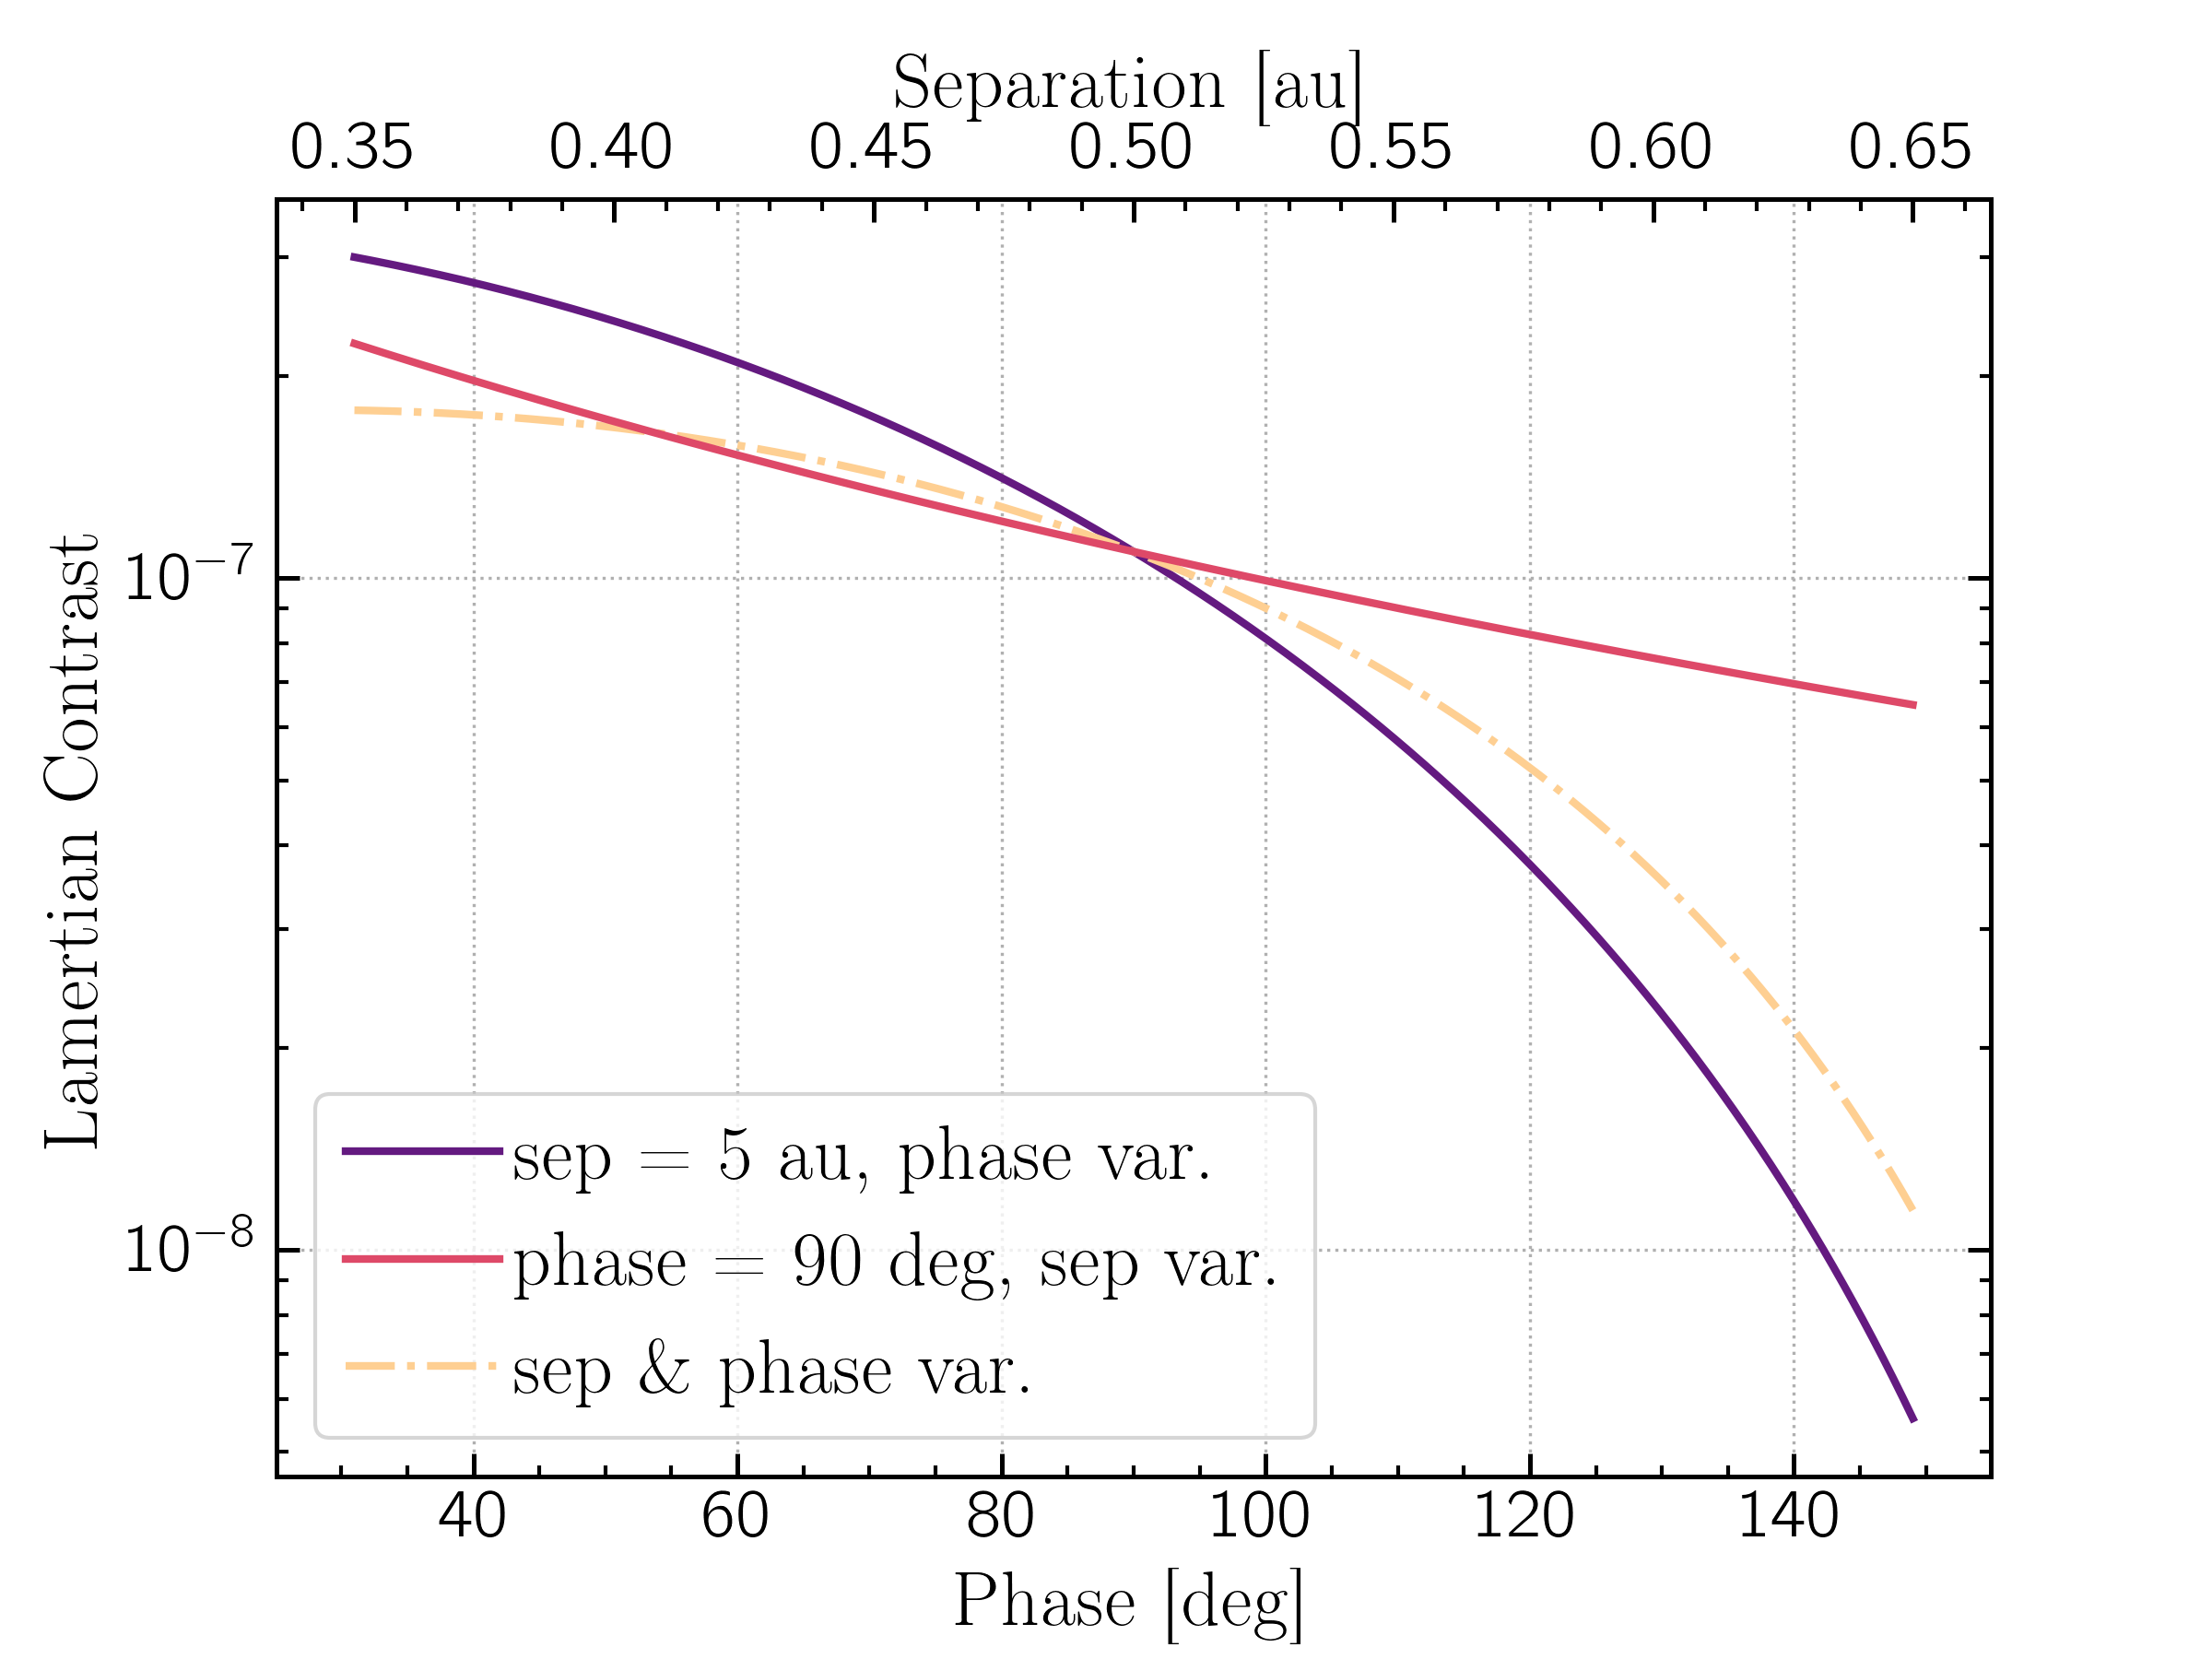 Separation [au]
0.35 0.40 0.45 0.50 0.55 0.60 0.65
Lamertian Contrast
10⁻⁷
10⁻⁸
sep = 5 au, phase var.
phase = 90 deg, sep var.
sep & phase var.
40 60 80 100 120 140
Phase [deg]